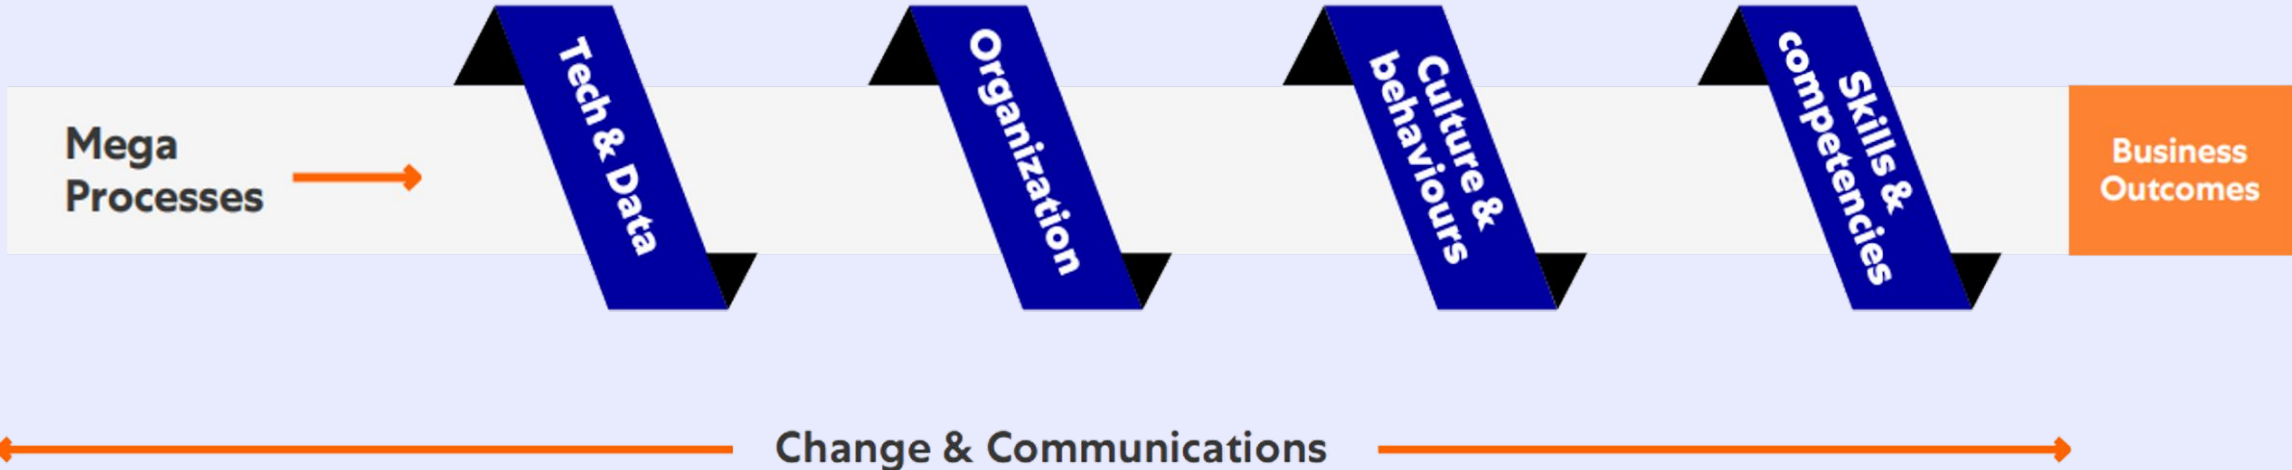 Mega
Processes
Tech & Data
Organization
Culture &
behaviours
Skills &
competencies
Business
Outcomes
Change & Communications